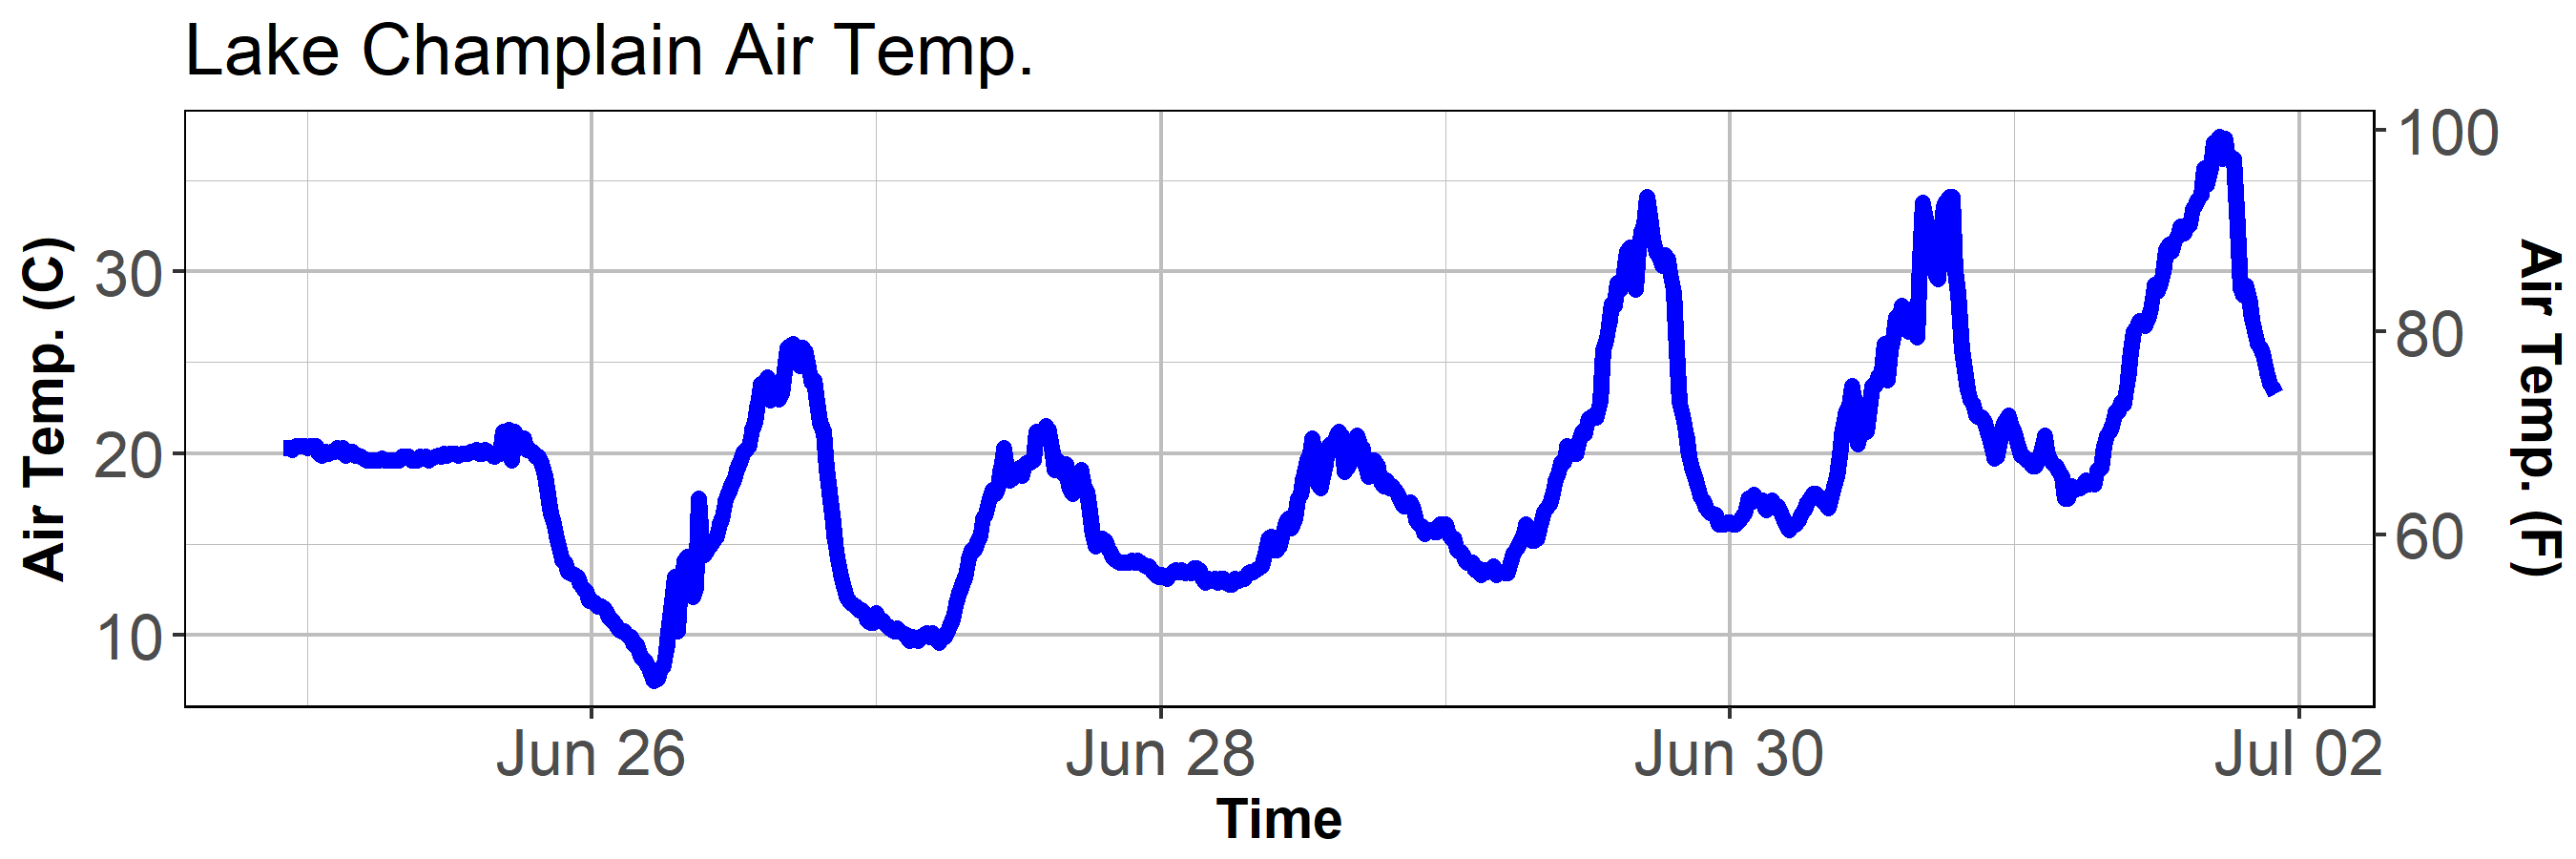 Lake Champlain Air Temp.
Air Temp. (C)
30
20
10
100
80
60
Air Temp. (F)
Jun 26
Jun 28
Jun 30
Jul 02
Time